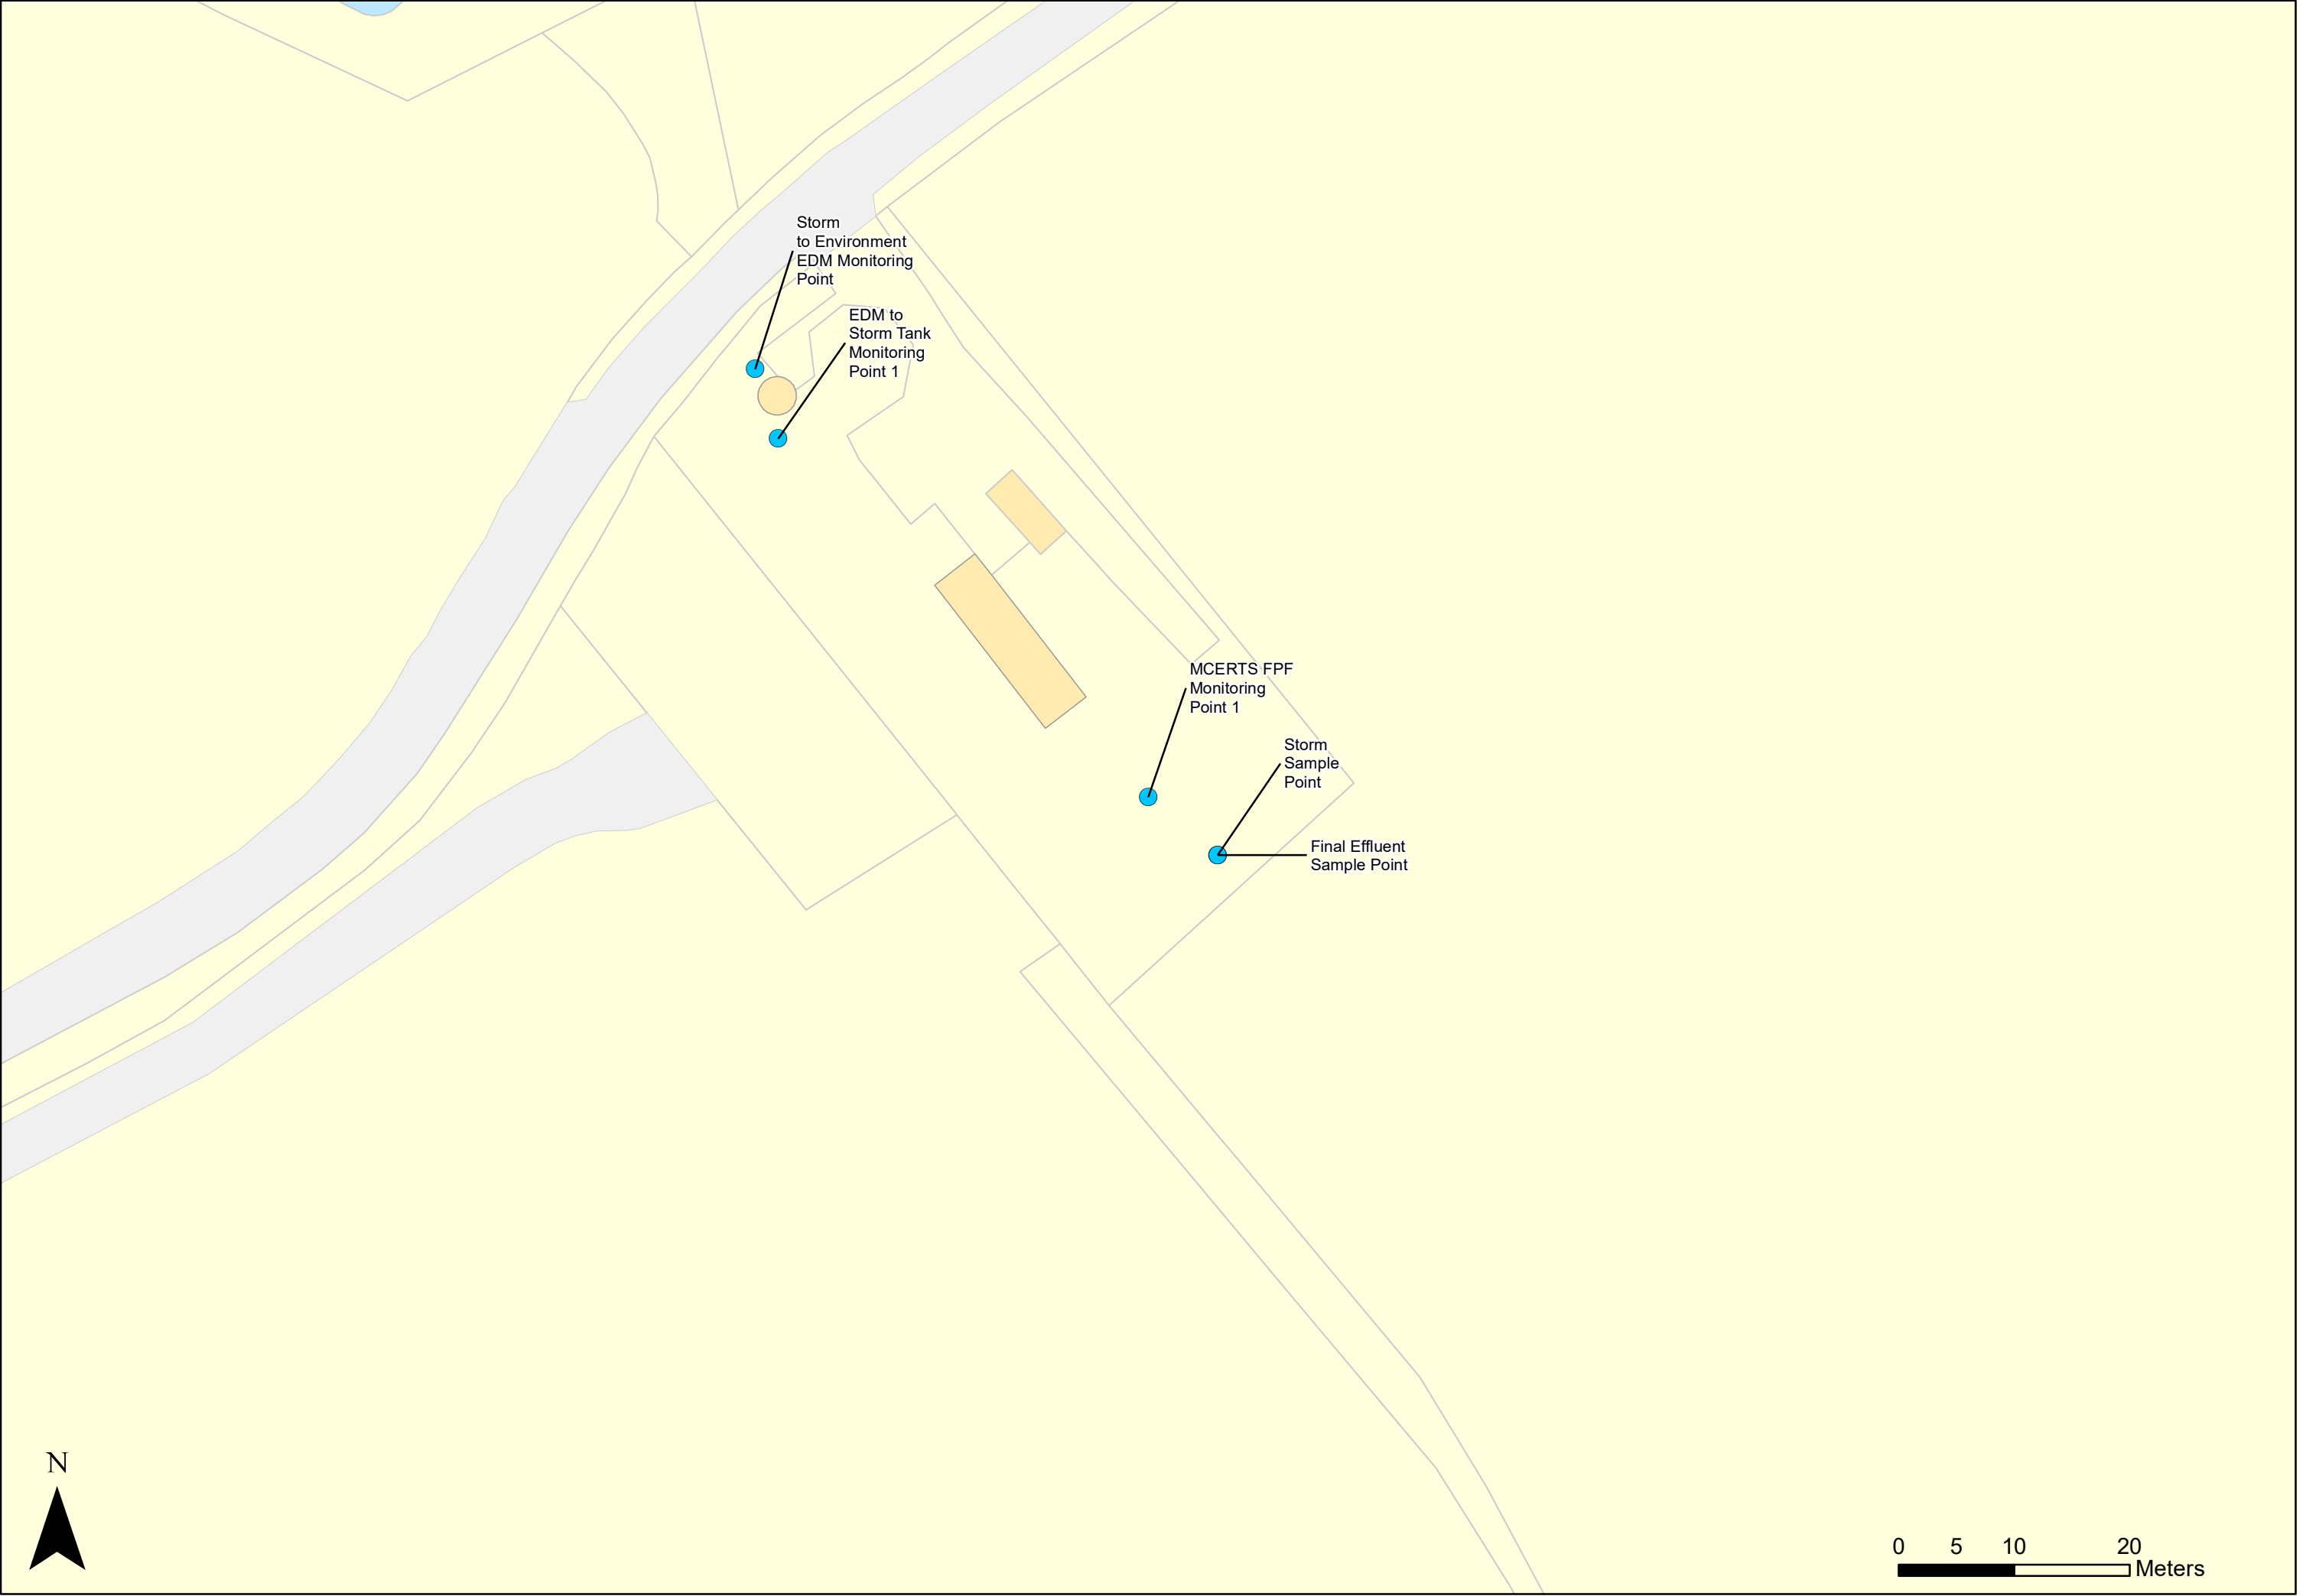 Storm
to Environment
EDM Monitoring
Point
EDM to
Storm Tank
Monitoring
Point 1
MCERTS FPF
Monitoring
Point 1
Storm
Sample
Point
Final Effluent
Sample Point
N
0 5 10 20
Meters